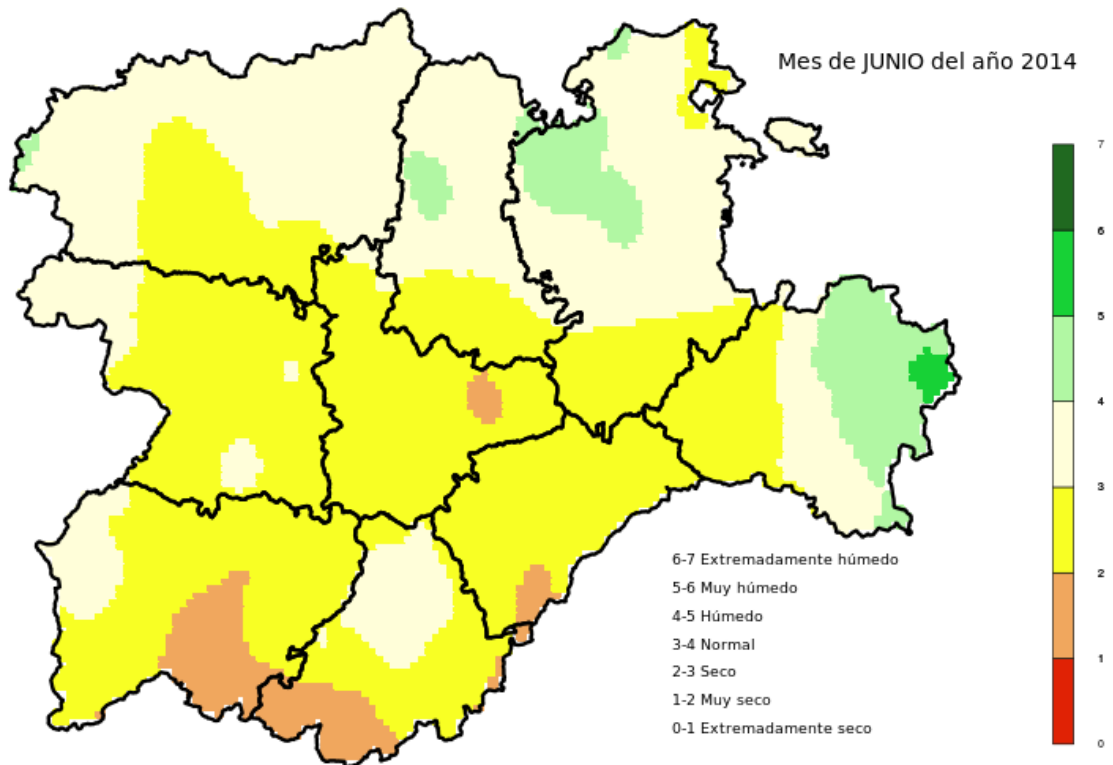 Mes de JUNIO del año 2014
7
6
5
4
3
2
1
0
6-7 Extremadamente húmedo
5-6 Muy húmedo
4-5 Húmedo
3-4 Normal
2-3 Seco
1-2 Muy seco
0-1 Extremadamente seco